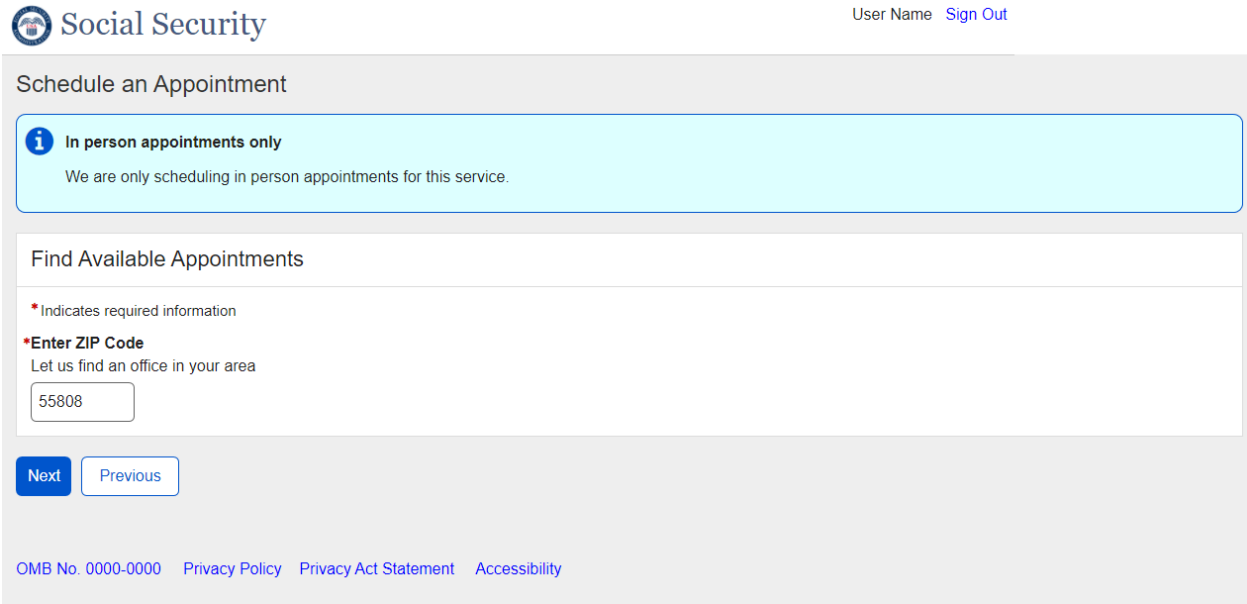 Social Security
User Name Sign Out
Schedule an Appointment
In person appointments only
We are only scheduling in person appointments for this service.
Find Available Appointments
*Indicates required information
*Enter ZIP Code
Let us find an office in your area
55808
Next Previous
OMB No. 0000-0000 Privacy Policy Privacy Act Statement Accessibility